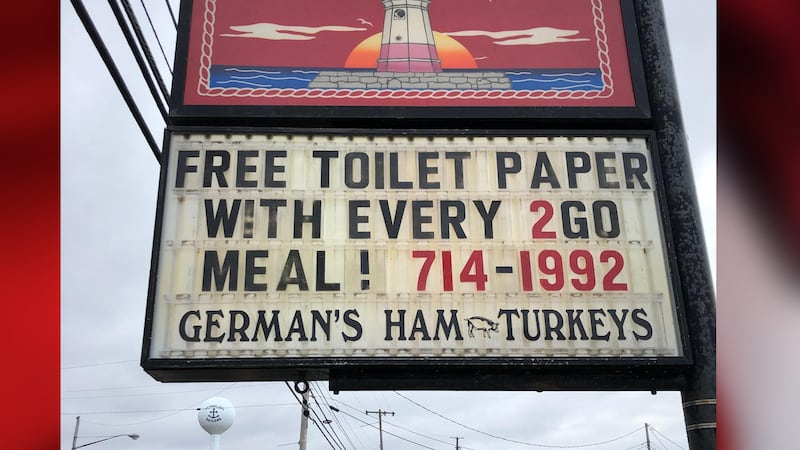 FREE TOILET PAPER
WITH EVERY 2GO
MEAL! 714-1992
GERMAN'S HAM TURKEYS